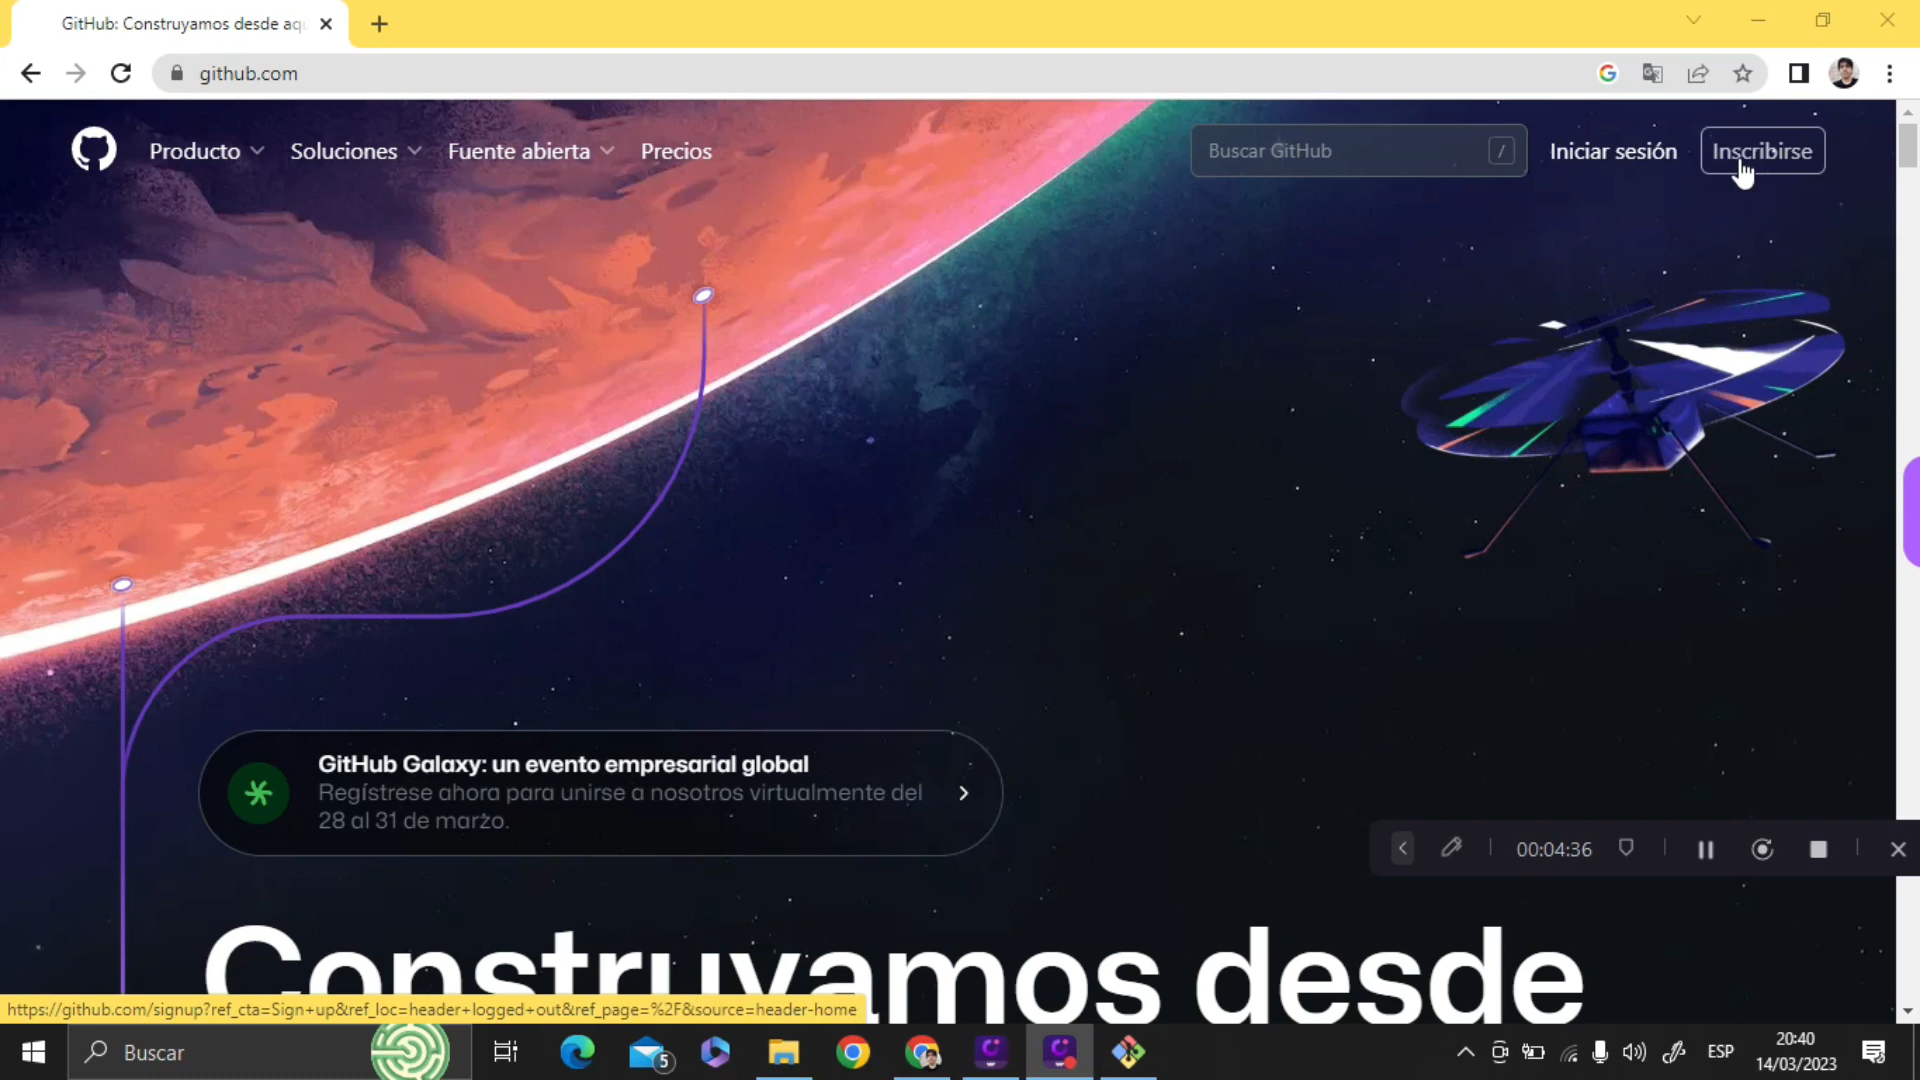 GitHub: Construyamos desde aqu
github.com
Producto
Soluciones
Fuente abierta
Precios
Buscar GitHub
/
Iniciar sesión
Inscribirse
GitHub Galaxy: un evento empresarial global
Regístrese ahora para unirse a nosotros virtualmente del
28 al 31 de marzo.
00:04:36
Construyamos desde
https://github.com/signup?ref_cta=Sign+up&ref_loc=header+logged+out&ref_page=%2F&source=header-home
Buscar
5
ESP
20:40
14/03/2023